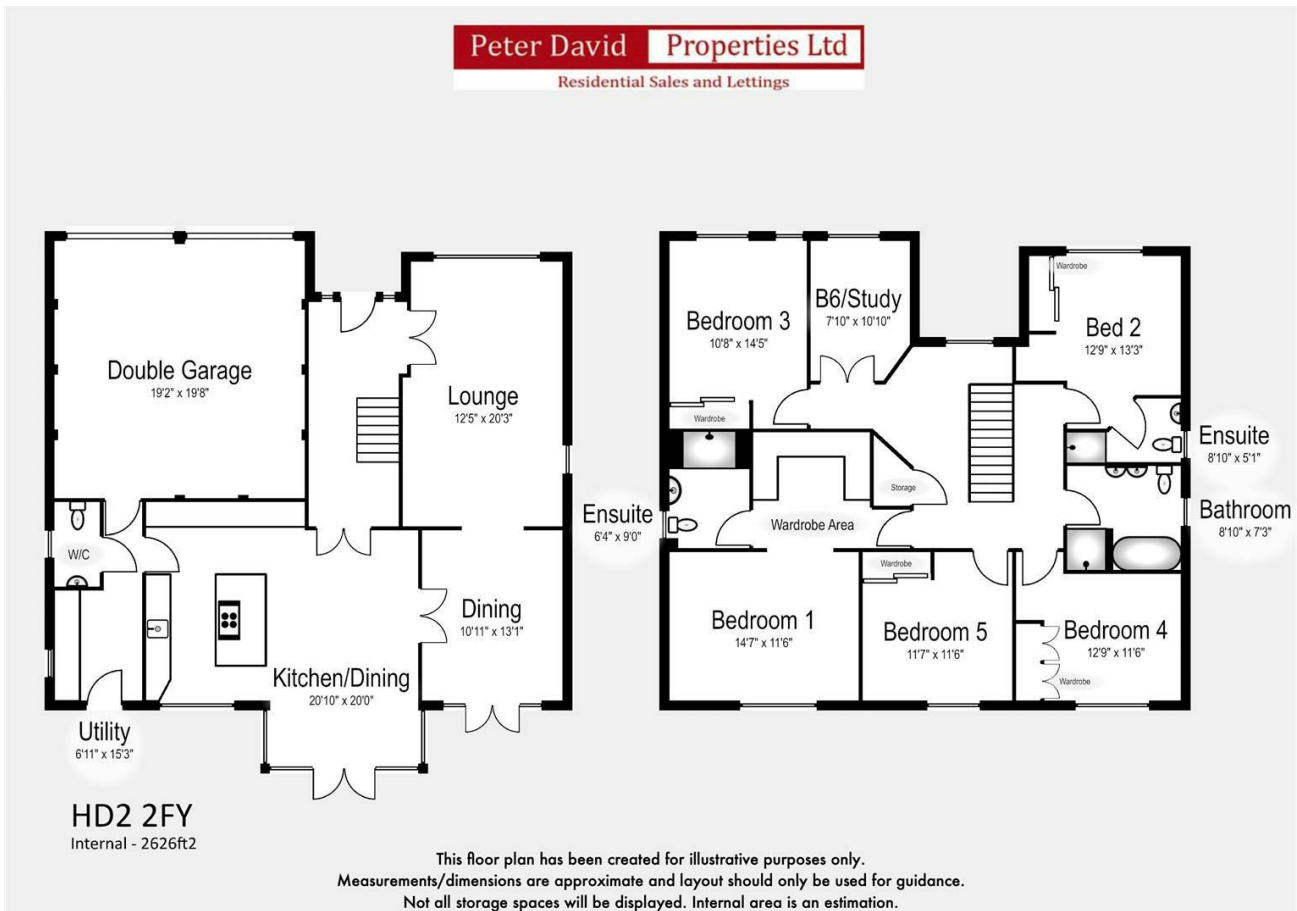 Peter David Properties Ltd
Residential Sales and Lettings
Double Garage
19'2" x 19'8"
Lounge
12'5" x 20'3"
W/C
Dining
10'11" x 13'1"
Kitchen/Dining
20'10" x 20'0"
Utility
6'11" x 15'3"
Bedroom 3
10'8" x 14'5"
Wardrobe
B6/Study
7'10" x 10'10"
Wardrobe
Bed 2
12'9" x 13'3"
Ensuite
8'10" x 5'1"
Storage
Ensuite
6'4" x 9'0"
Wardrobe Area
Bathroom
8'10" x 7'3"
Bedroom 1
14'7" x 11'6"
Wardrobe
Bedroom 5
11'7" x 11'6"
Bedroom 4
12'9" x 11'6"
Wardrobe
HD2 2FY
Internal - 2626ft2
This floor plan has been created for illustrative purposes only.
Measurements/dimensions are approximate and layout should only be used for guidance.
Not all storage spaces will be displayed. Internal area is an estimation.